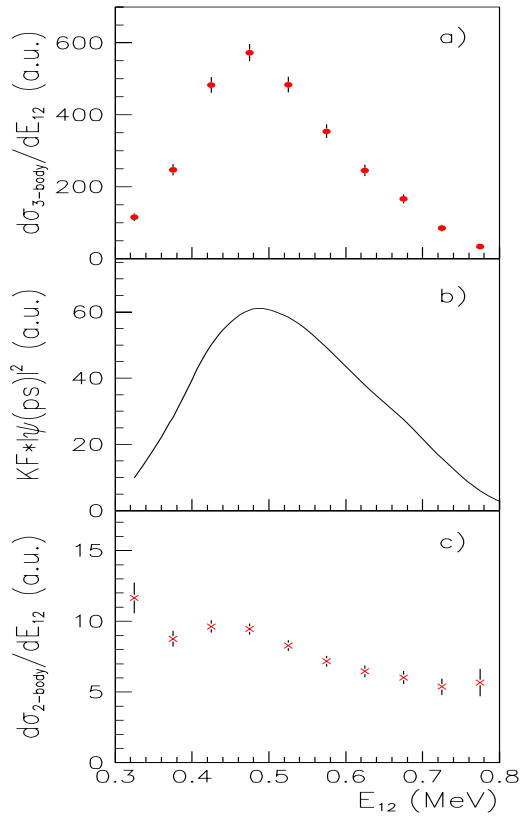 a)
600
400
200
0
dσ3-body/dE12 (a.u.)
b)
60
40
20
0
KF*|ψ(ps)|² (a.u.)
c)
15
10
5
0
dσ2-body/dE12 (a.u.)
0.3 0.4 0.5 0.6 0.7 0.8
E12 (MeV)